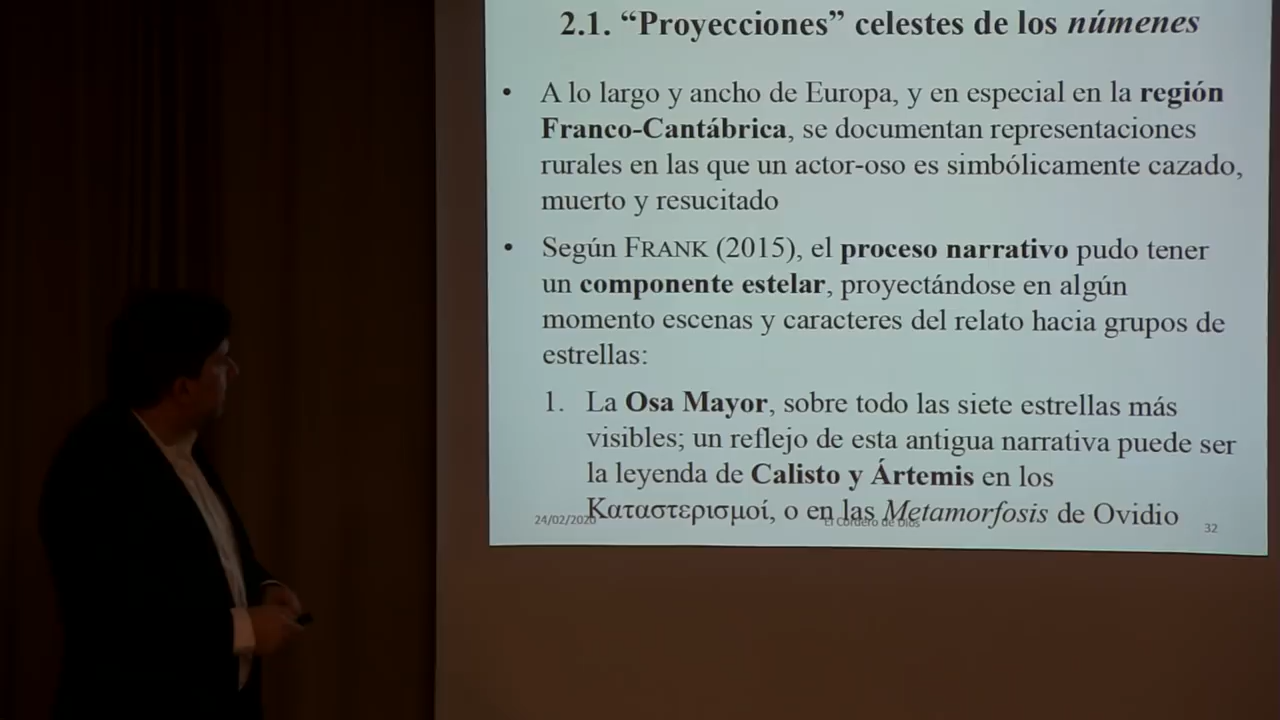 2.1. “Proyecciones” celestes de los númenes
• A lo largo y ancho de Europa, y en especial en la región
Franco-Cantábrica, se documentan representaciones
rurales en las que un actor-oso es simbólicamente cazado,
muerto y resucitado
• Según FRANK (2015), el proceso narrativo pudo tener
un componente estelar, proyectándose en algún
momento escenas y caracteres del relato hacia grupos de
estrellas:
1. La Osa Mayor, sobre todo las siete estrellas más
visibles; un reflejo de esta antigua narrativa puede ser
la leyenda de Calisto y Ártemis en los
Καταστερισμοί, o en las Metamorfosis de Ovidio
24/02/2020 El Cordero de Dios 32